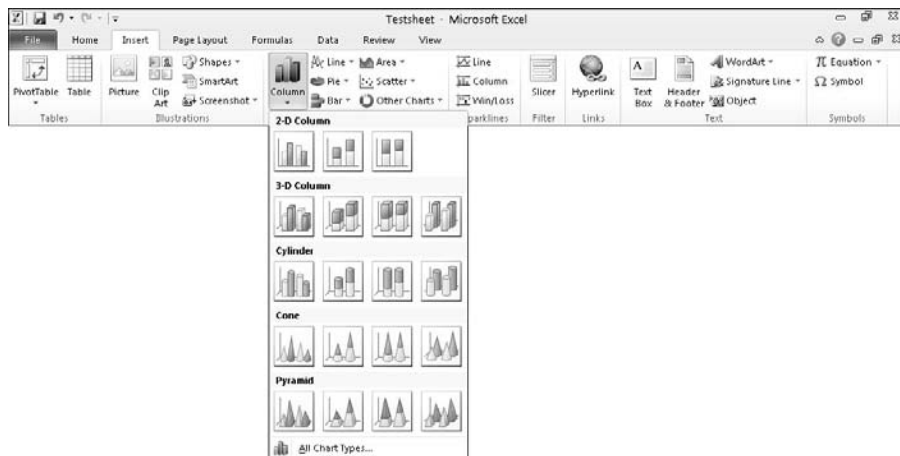 Testsheet - Microsoft Excel
File Home Insert Page Layout Formulas Data Review View
PivotTable
Table
Tables
Picture
Clip Art
Shapes
SmartArt
Screenshot
Illustrations
Column
Line
Pie
Bar
Area
Scatter
Other Charts
Line
Column
Win/Loss
parklines
Slicer
Filter
Hyperlink
Links
Text Box
Header & Footer
WordArt
Signature Line
Object
Text
π Equation
Ω Symbol
Symbols
2-D Column
3-D Column
Cylinder
Cone
Pyramid
All Chart Types...